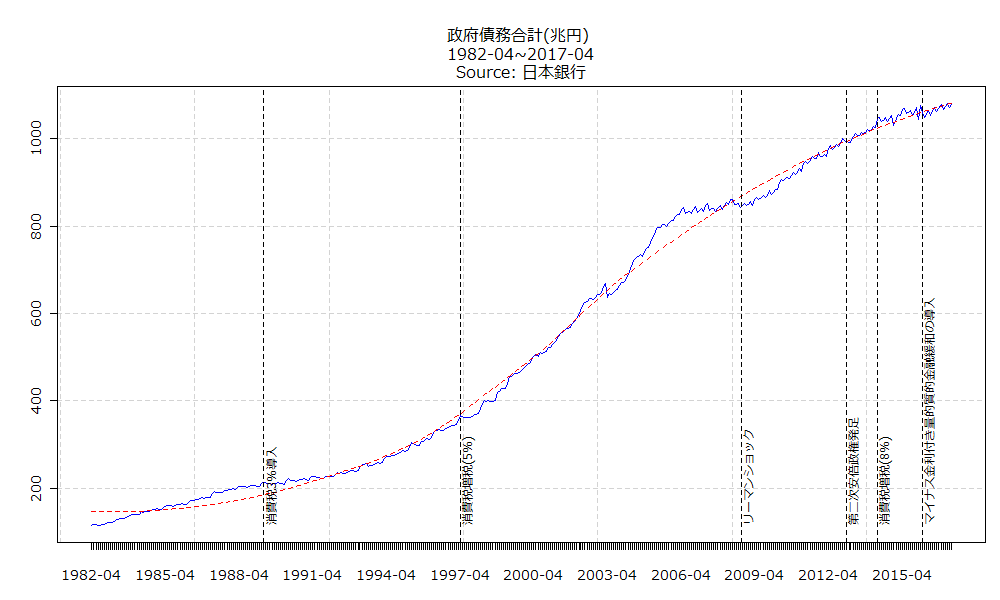 政府債務合計(兆円)
1982-04~2017-04
Source: 日本銀行
1000
800
600
400
200
消費税3%導入
消費税増税(5%)
リーマンショック
第二次安倍政権発足
消費税増税(8%)
マイナス金利付き量的質的金融緩和の導入
1982-04 1985-04 1988-04 1991-04 1994-04 1997-04 2000-04 2003-04 2006-04 2009-04 2012-04 2015-04